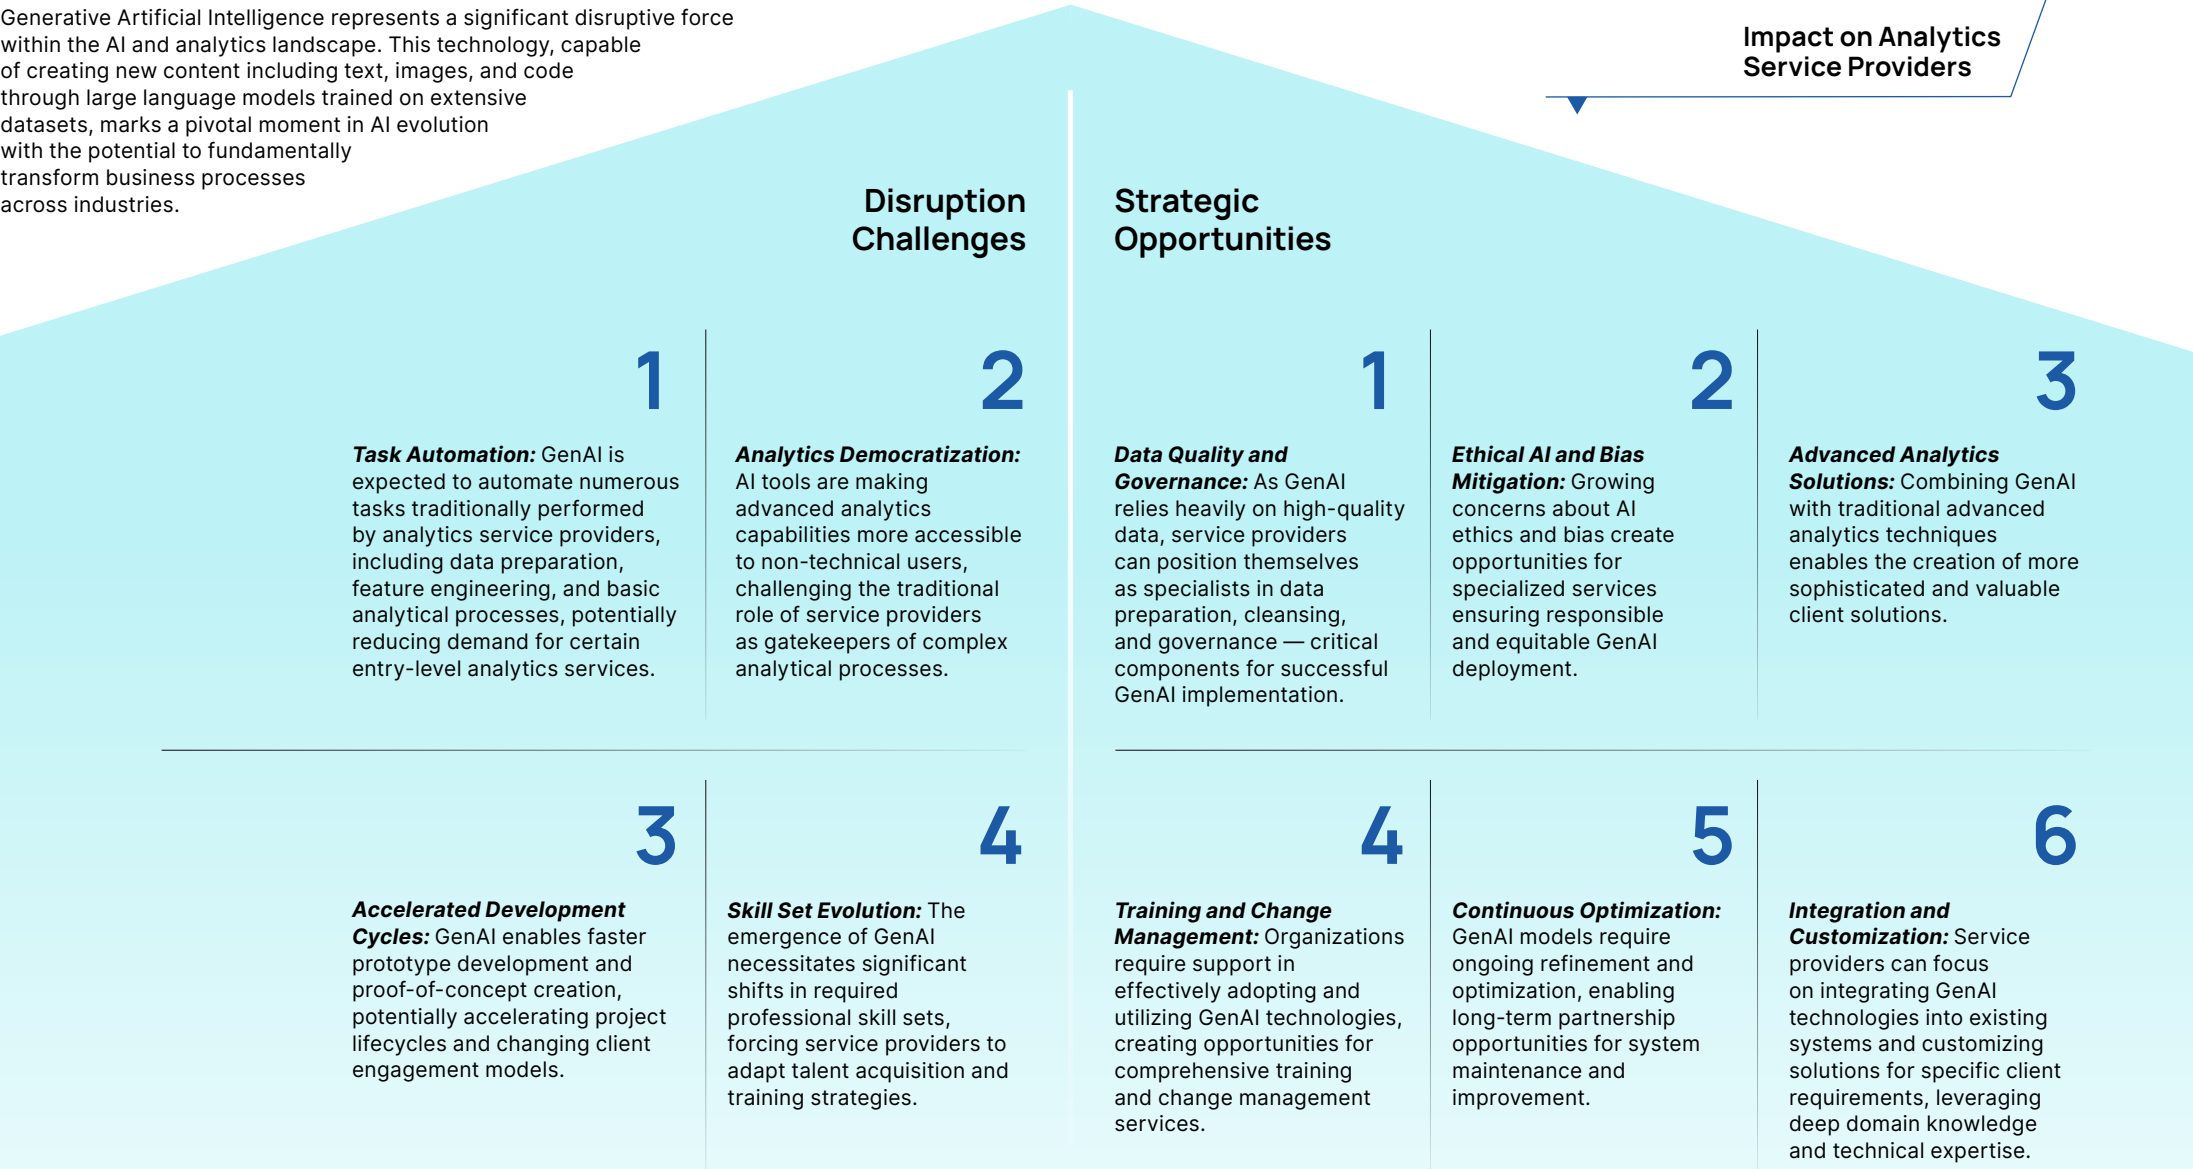 Generative Artificial Intelligence represents a significant disruptive force
within the AI and analytics landscape. This technology, capable
of creating new content including text, images, and code
through large language models trained on extensive
datasets, marks a pivotal moment in AI evolution
with the potential to fundamentally
transform business processes
across industries.
Impact on Analytics
Service Providers
Disruption
Challenges
1
Task Automation: GenAI is
expected to automate numerous
tasks traditionally performed
by analytics service providers,
including data preparation,
feature engineering, and basic
analytical processes, potentially
reducing demand for certain
entry-level analytics services.
2
Analytics Democratization:
AI tools are making
advanced analytics
capabilities more accessible
to non-technical users,
challenging the traditional
role of service providers
as gatekeepers of complex
analytical processes.
3
Accelerated Development
Cycles: GenAI enables faster
prototype development and
proof-of-concept creation,
potentially accelerating project
lifecycles and changing client
engagement models.
4
Skill Set Evolution: The
emergence of GenAI
necessitates significant
shifts in required
professional skill sets,
forcing service providers to
adapt talent acquisition and
training strategies.
Strategic
Opportunities
1
Data Quality and
Governance: As GenAI
relies heavily on high-quality
data, service providers
can position themselves
as specialists in data
preparation, cleansing,
and governance — critical
components for successful
GenAI implementation.
2
Ethical AI and Bias
Mitigation: Growing
concerns about AI
ethics and bias create
opportunities for
specialized services
ensuring responsible
and equitable GenAI
deployment.
3
Advanced Analytics
Solutions: Combining GenAI
with traditional advanced
analytics techniques
enables the creation of more
sophisticated and valuable
client solutions.
4
Training and Change
Management: Organizations
require support in
effectively adopting and
utilizing GenAI technologies,
creating opportunities for
comprehensive training
and change management
services.
5
Continuous Optimization:
GenAI models require
ongoing refinement and
optimization, enabling
long-term partnership
opportunities for system
maintenance and
improvement.
6
Integration and
Customization: Service
providers can focus
on integrating GenAI
technologies into existing
systems and customizing
solutions for specific client
requirements, leveraging
deep domain knowledge
and technical expertise.